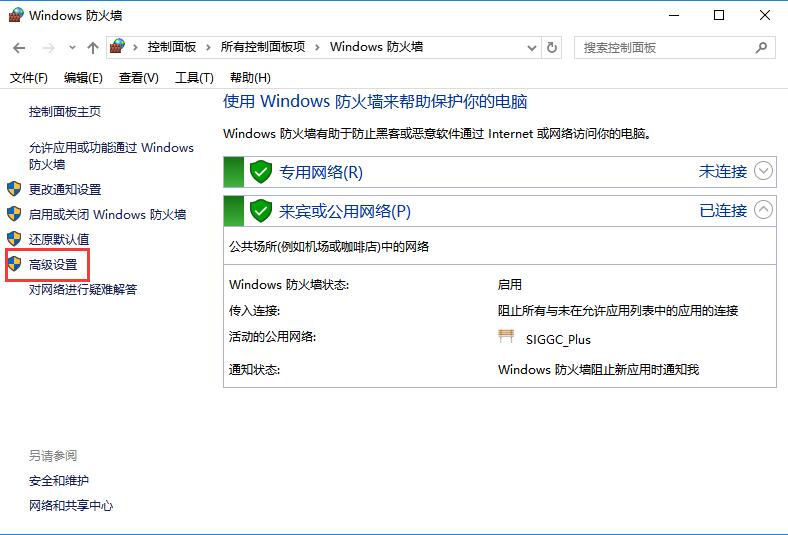 Windows 防火墙
控制面板 › 所有控制面板项 › Windows 防火墙
搜索控制面板
文件(F) 编辑(E) 查看(V) 工具(T) 帮助(H)
控制面板主页
允许应用或功能通过 Windows
防火墙
更改通知设置
启用或关闭 Windows 防火墙
还原默认值
高级设置
对网络进行疑难解答
另请参阅
安全和维护
网络和共享中心
使用 Windows 防火墙来帮助保护你的电脑
Windows 防火墙有助于防止黑客或恶意软件通过 Internet 或网络访问你的电脑。
专用网络(R) 未连接
来宾或公用网络(P) 已连接
公共场所(例如机场或咖啡店)中的网络
Windows 防火墙状态: 启用
传入连接: 阻止所有与未在允许应用列表中的应用的连接
活动的公用网络: SIGGC_Plus
通知状态: Windows 防火墙阻止新应用时通知我